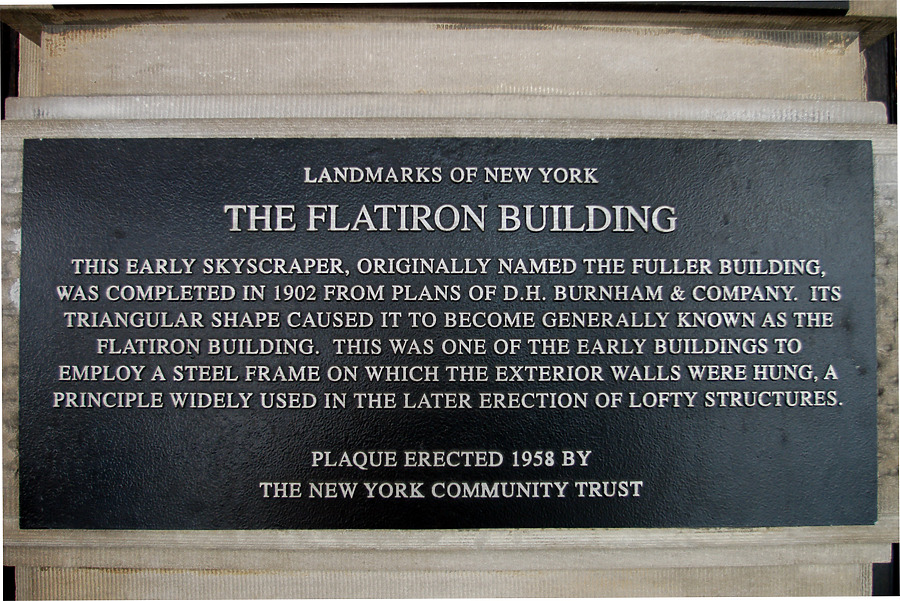 LANDMARKS OF NEW YORK
THE FLATIRON BUILDING
THIS EARLY SKYSCRAPER, ORIGINALLY NAMED THE FULLER BUILDING,
WAS COMPLETED IN 1902 FROM PLANS OF D.H. BURNHAM & COMPANY. ITS
TRIANGULAR SHAPE CAUSED IT TO BECOME GENERALLY KNOWN AS THE
FLATIRON BUILDING. THIS WAS ONE OF THE EARLY BUILDINGS TO
EMPLOY A STEEL FRAME ON WHICH THE EXTERIOR WALLS WERE HUNG, A
PRINCIPLE WIDELY USED IN THE LATER ERECTION OF LOFTY STRUCTURES.
PLAQUE ERECTED 1958 BY
THE NEW YORK COMMUNITY TRUST